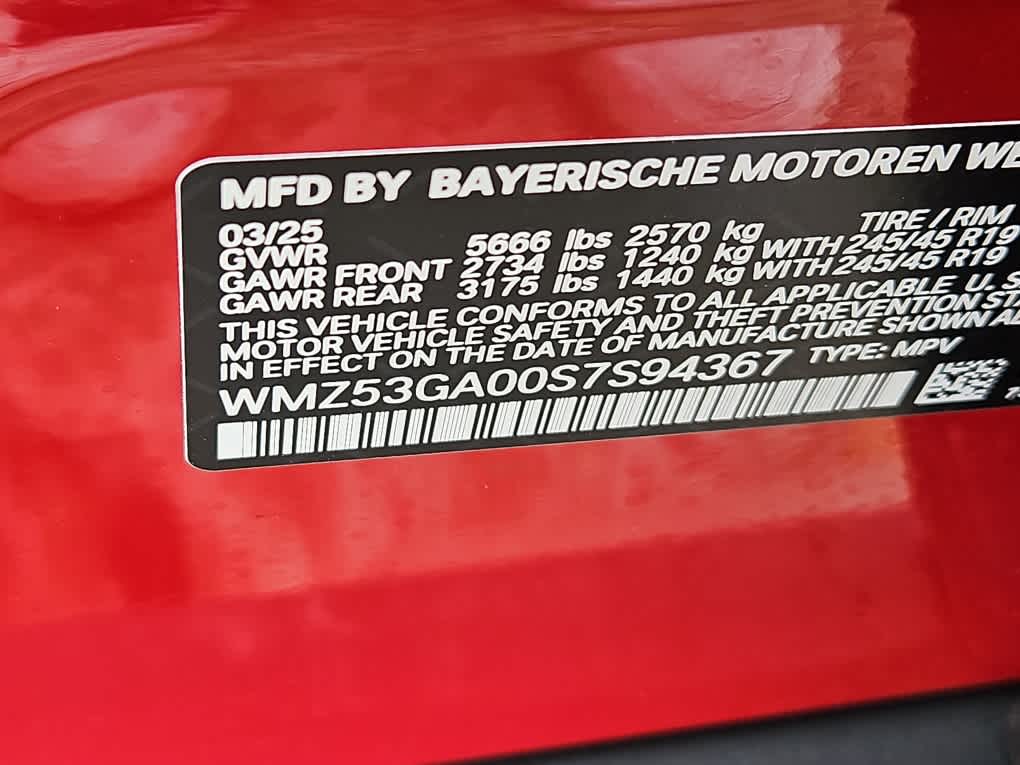 MFD BY BAYERISCHE MOTOREN WE
03/25 TIRE / RIM
GVWR 5666 lbs 2570 kg
GAWR FRONT 2734 lbs 1240 kg WITH 245/45 R19
GAWR REAR 3175 lbs 1440 kg WITH 245/45 R19
THIS VEHICLE CONFORMS TO ALL APPLICABLE U. S
MOTOR VEHICLE SAFETY AND THEFT PREVENTION ST
IN EFFECT ON THE DATE OF MANUFACTURE SHOWN A
WMZ53GA00S7S94367 TYPE: MPV